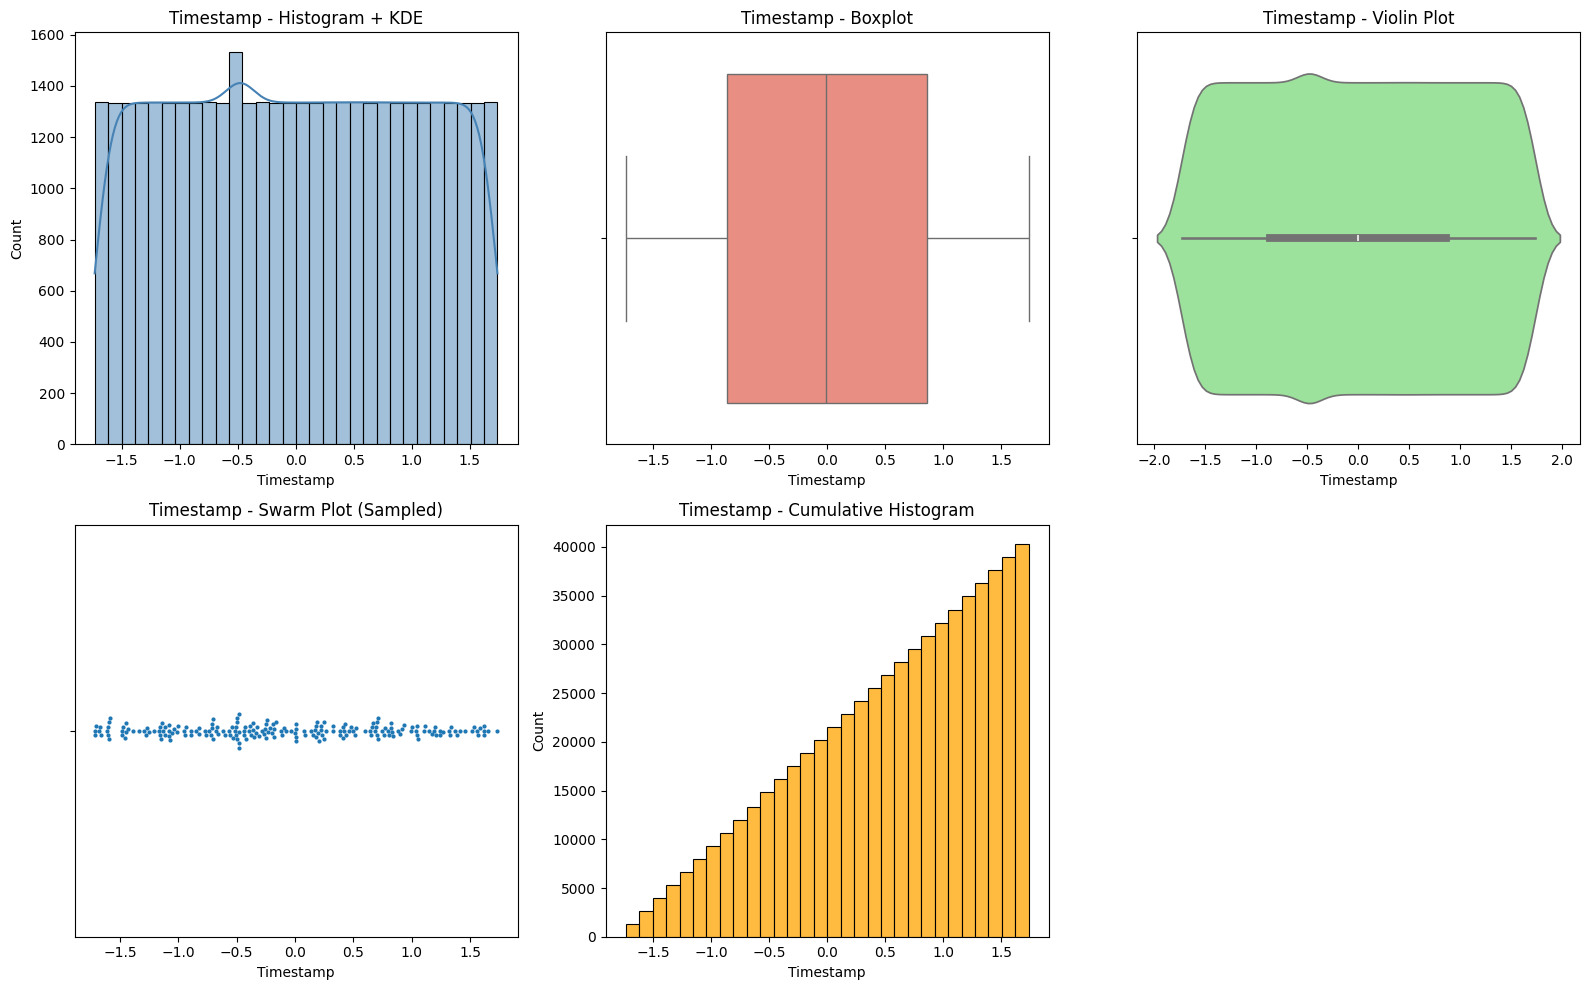 Timestamp - Histogram + KDE
1600
1400
1200
1000
800
600
400
200
0
Count
−1.5 −1.0 −0.5 0.0 0.5 1.0 1.5
Timestamp
Timestamp - Boxplot
−1.5 −1.0 −0.5 0.0 0.5 1.0 1.5
Timestamp
Timestamp - Violin Plot
−2.0 −1.5 −1.0 −0.5 0.0 0.5 1.0 1.5 2.0
Timestamp
Timestamp - Swarm Plot (Sampled)
−1.5 −1.0 −0.5 0.0 0.5 1.0 1.5
Timestamp
Timestamp - Cumulative Histogram
40000
35000
30000
25000
20000
15000
10000
5000
0
Count
−1.5 −1.0 −0.5 0.0 0.5 1.0 1.5
Timestamp